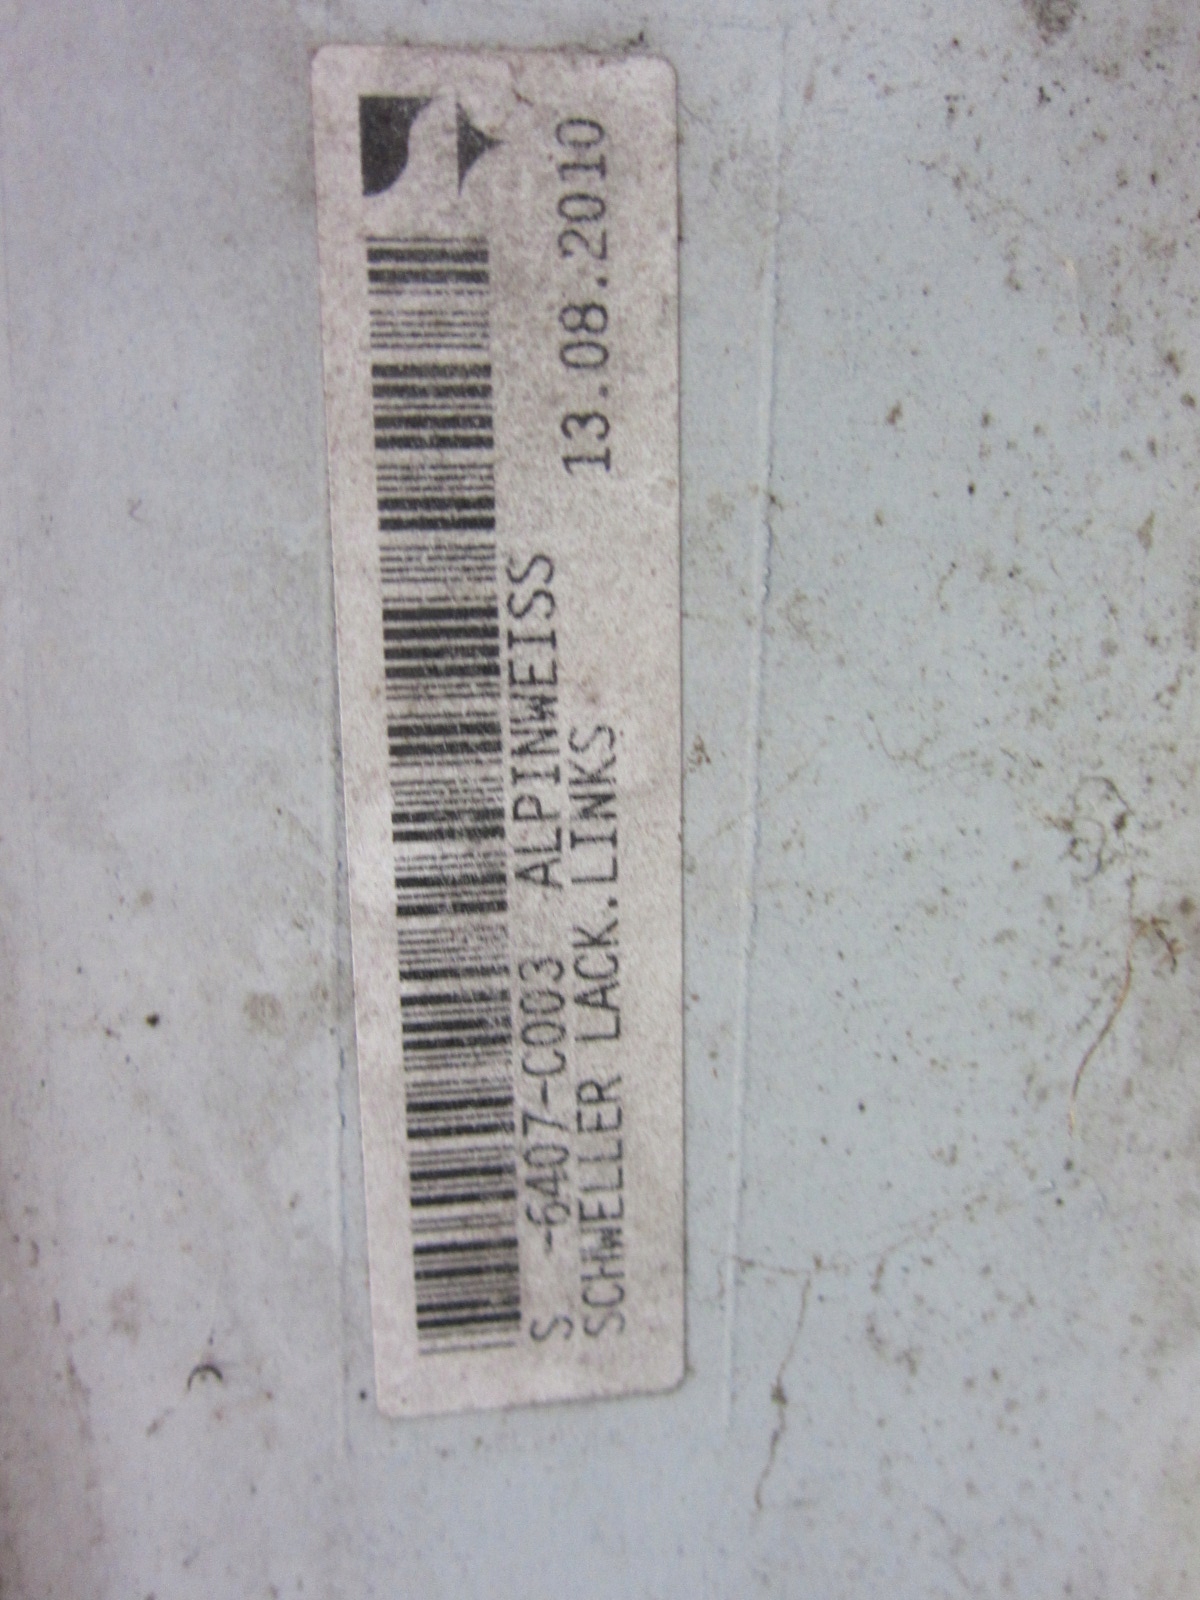 S -6407-C003 ALPINWEISS
SCHWELLER LACK.LINKS 13.08.2010